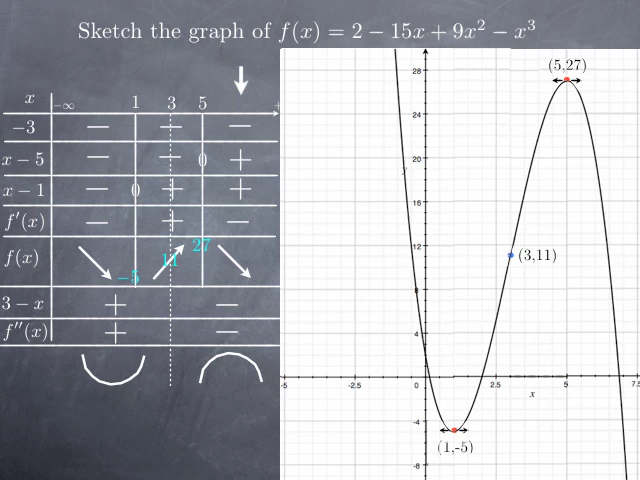 Sketch the graph of f(x) = 2 − 15x + 9x² − x³
x −∞ 1 3 5
−3 − − −
x − 5 − − 0 +
x − 1 − 0 + +
f′(x) − + −
f(x) −5 11 27
3 − x + −
f″(x) + −
(5,27)
28
24
20
16
12
(3,11)
8
4
-5 -2.5 0 2.5 5 7.5
x
-4
(1,-5)
-8